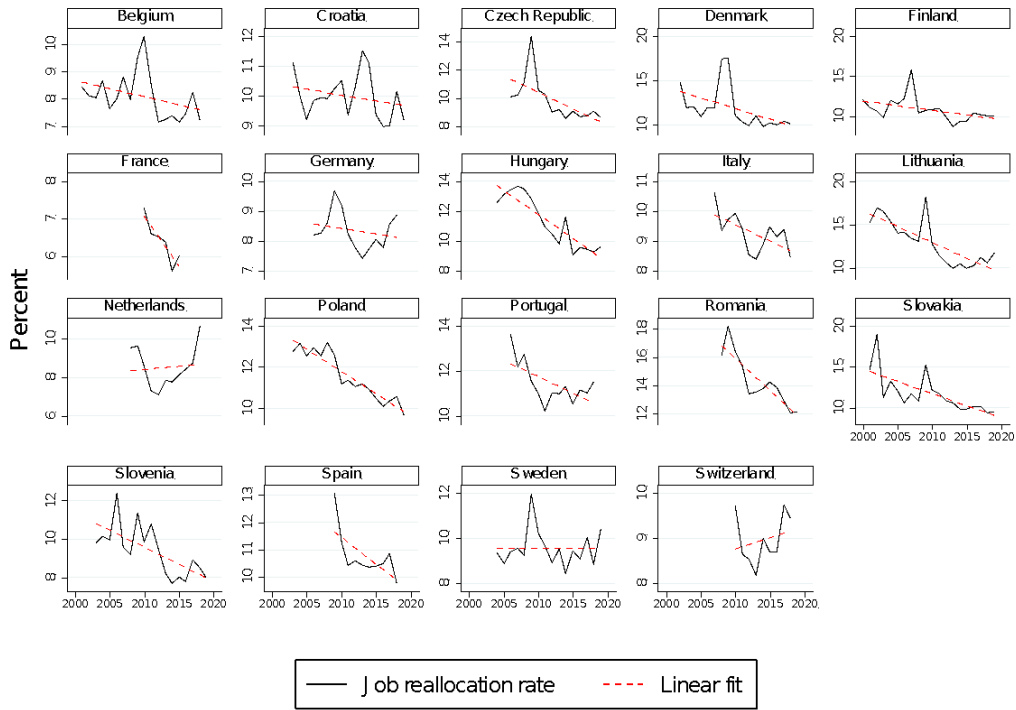 Belgium Croatia Czech Republic Denmark Finland
10 9 8 7
12 11 10 9
14 12 10 8
20 15 10
20 15 10
France Germany Hungary Italy Lithuania
8 7 6
10 9 8 7
14 12 10 8
11 10 9 8
20 15 10
Netherlands Poland Portugal Romania Slovakia
10 8 6
14 12 10
14 12 10
18 16 14 12
20 15 10
2000 2005 2010 2015 2020
Slovenia Spain Sweden Switzerland
12 10 8
13 12 11 10
12 10 8
10 9 8
2000 2005 2010 2015 2020 2000 2005 2010 2015 2020 2000 2005 2010 2015 2020 2000 2005 2010 2015 2020
Percent
Job reallocation rate Linear fit